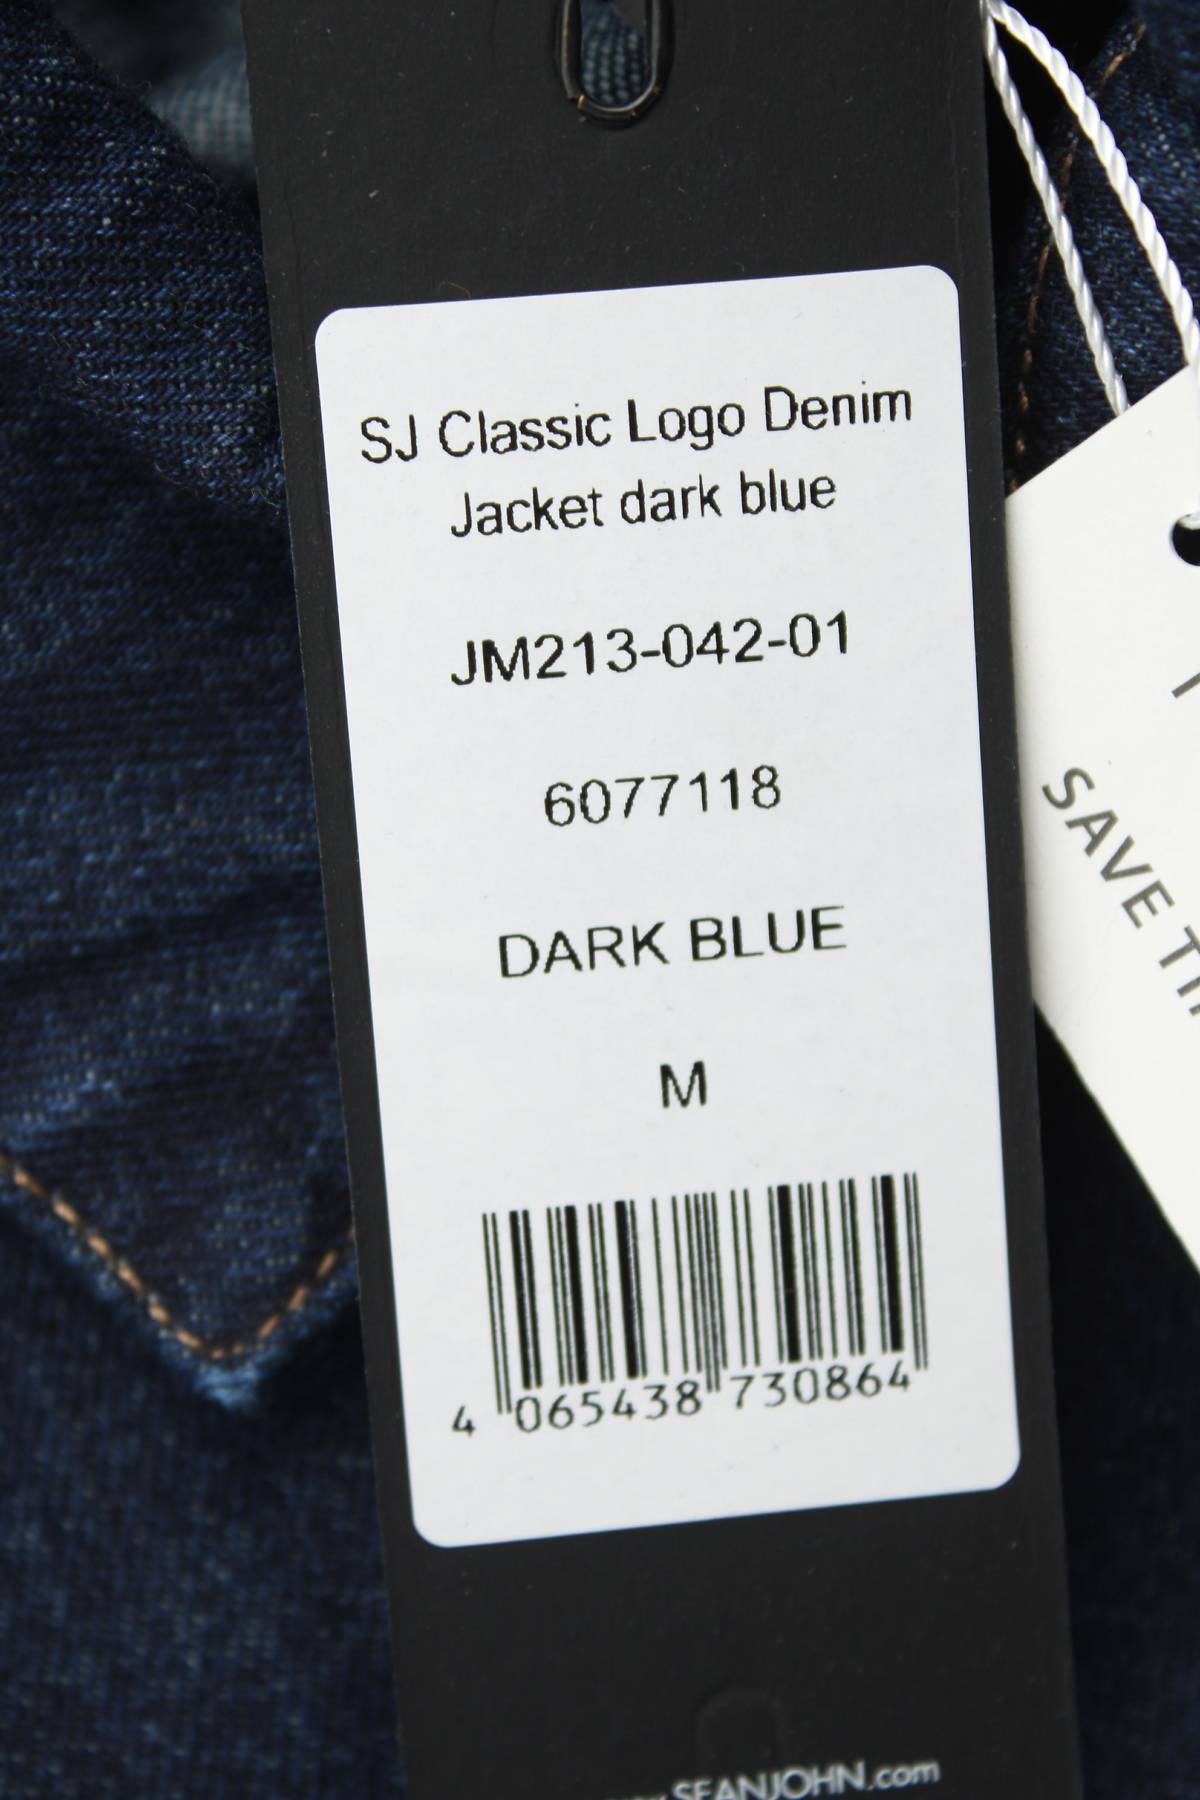 SJ Classic Logo Denim
Jacket dark blue
JM213-042-01
6077118
DARK BLUE
M
4 065438 730864
SEANJOHN.com
SAVE